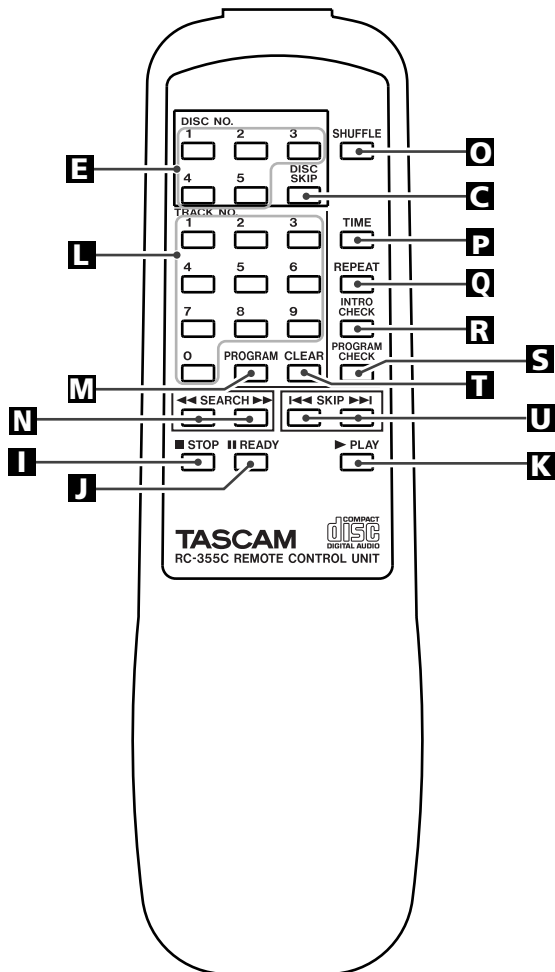 DISC NO.
1 2 3 SHUFFLE
O
E
4 5 DISC SKIP
C
TRACK NO.
1 2 3 TIME
L
P
4 5 6 REPEAT
Q
7 8 9 INTRO CHECK
R
0 PROGRAM CLEAR PROGRAM CHECK
S
M
T
◀◀ SEARCH ▶▶ I◀◀ SKIP ▶▶I
N
U
■ STOP II READY ▶ PLAY
I
J
K
TASCAM COMPACT disc DIGITAL AUDIO
RC-355C REMOTE CONTROL UNIT